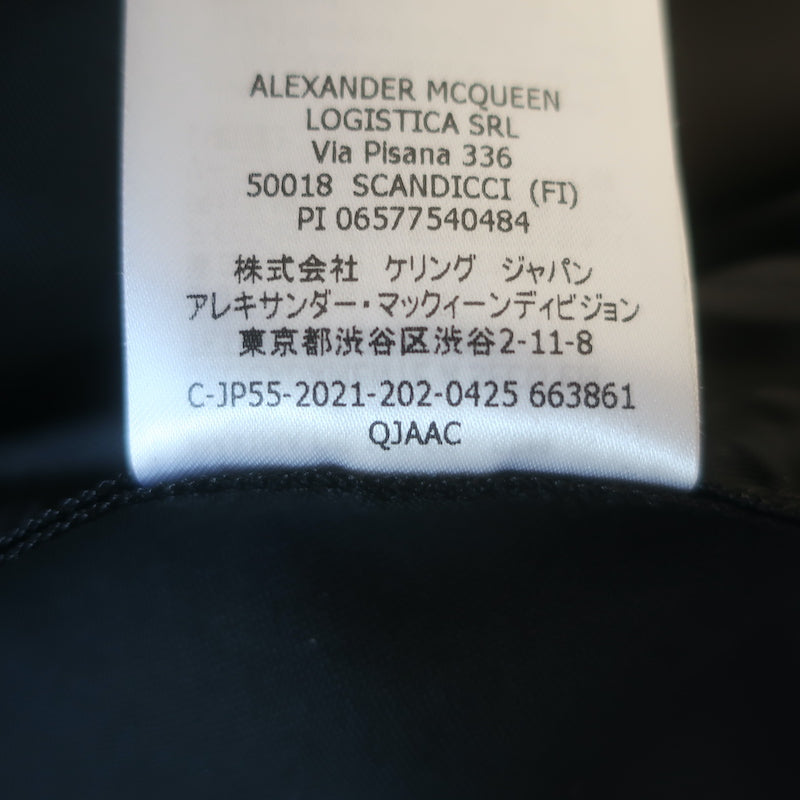 ALEXANDER MCQUEEN
LOGISTICA SRL
Via Pisana 336
50018 SCANDICCI (FI)
PI 06577540484
株式会社 ケリング ジャパン
アレキサンダー・マックィーンディビジョン
東京都渋谷区渋谷2-11-8
C-JP55-2021-202-0425 663861
QJAAC